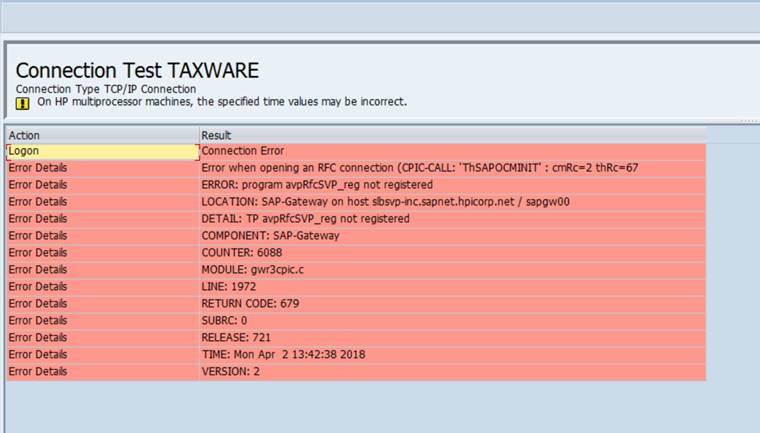 Connection Test TAXWARE
Connection Type TCP/IP Connection
On HP multiprocessor machines, the specified time values may be incorrect.
Action Result
Logon Connection Error
Error Details Error when opening an RFC connection (CPIC-CALL: 'ThSAPOCMINIT' : cmRc=2 thRc=67
Error Details ERROR: program avpRfcSVP_reg not registered
Error Details LOCATION: SAP-Gateway on host slbsvp-inc.sapnet.hpicorp.net / sapgw00
Error Details DETAIL: TP avpRfcSVP_reg not registered
Error Details COMPONENT: SAP-Gateway
Error Details COUNTER: 6088
Error Details MODULE: gwr3cpic.c
Error Details LINE: 1972
Error Details RETURN CODE: 679
Error Details SUBRC: 0
Error Details RELEASE: 721
Error Details TIME: Mon Apr  2 13:42:38 2018
Error Details VERSION: 2